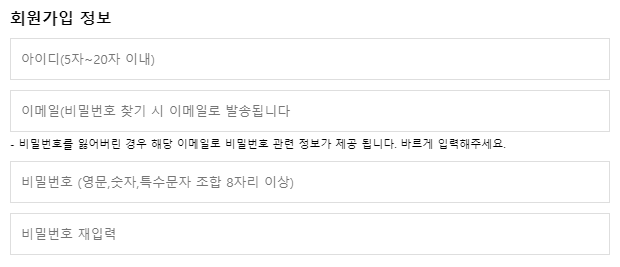 회원가입 정보
아이디(5자~20자 이내)
이메일(비밀번호 찾기 시 이메일로 발송됩니다
- 비밀번호를 잃어버린 경우 해당 이메일로 비밀번호 관련 정보가 제공 됩니다. 바르게 입력해주세요.
비밀번호 (영문,숫자,특수문자 조합 8자리 이상)
비밀번호 재입력